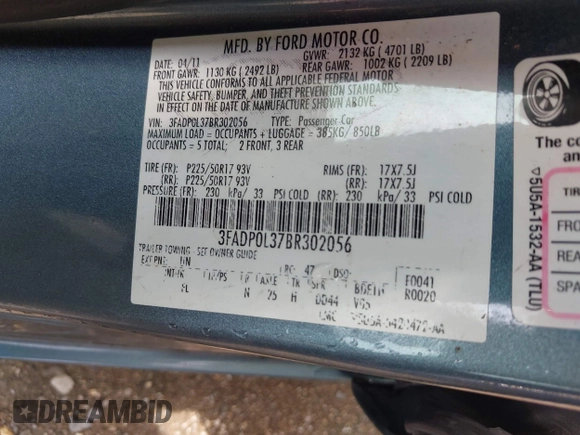 MFD. BY FORD MOTOR CO.
DATE: 04/11
GVWR: 2132 KG ( 4701 LB)
FRONT GAWR: 1130 KG ( 2492 LB)
REAR GAWR: 1002 KG ( 2209 LB)
THIS VEHICLE CONFORMS TO ALL APPLICABLE FEDERAL MOTOR
VEHICLE SAFETY, BUMPER, AND THEFT PREVENTION STANDARDS
IN EFFECT ON THE DATE OF MANUFACTURE SHOWN ABOVE.
VIN: 3FADP0L37BR302056
TYPE: Passenger Car
MAXIMUM LOAD = OCCUPANTS + LUGGAGE = 385KG/850LB
OCCUPANTS = 5 TOTAL; 2 FRONT, 3 REAR
TIRE (FR): P225/50R17 93V RIMS (FR): 17X7.5J
(RR): P225/50R17 93V (RR): 17X7.5J
PRESSURE (FR): 230 kPa/ 33 PSI COLD (RR): 230 kPa/ 33 PSI COLD
3FADP0L37BR302056
TRAILER TOWING - SEE OWNER GUIDE
EXT PNT: UN RC: 47 DSO:
F0041
R0020
N 25 H 0044
The co
TIR
FRO
REA
SPA
▽5U5A-1532-AA (TLU)
DREAMBID